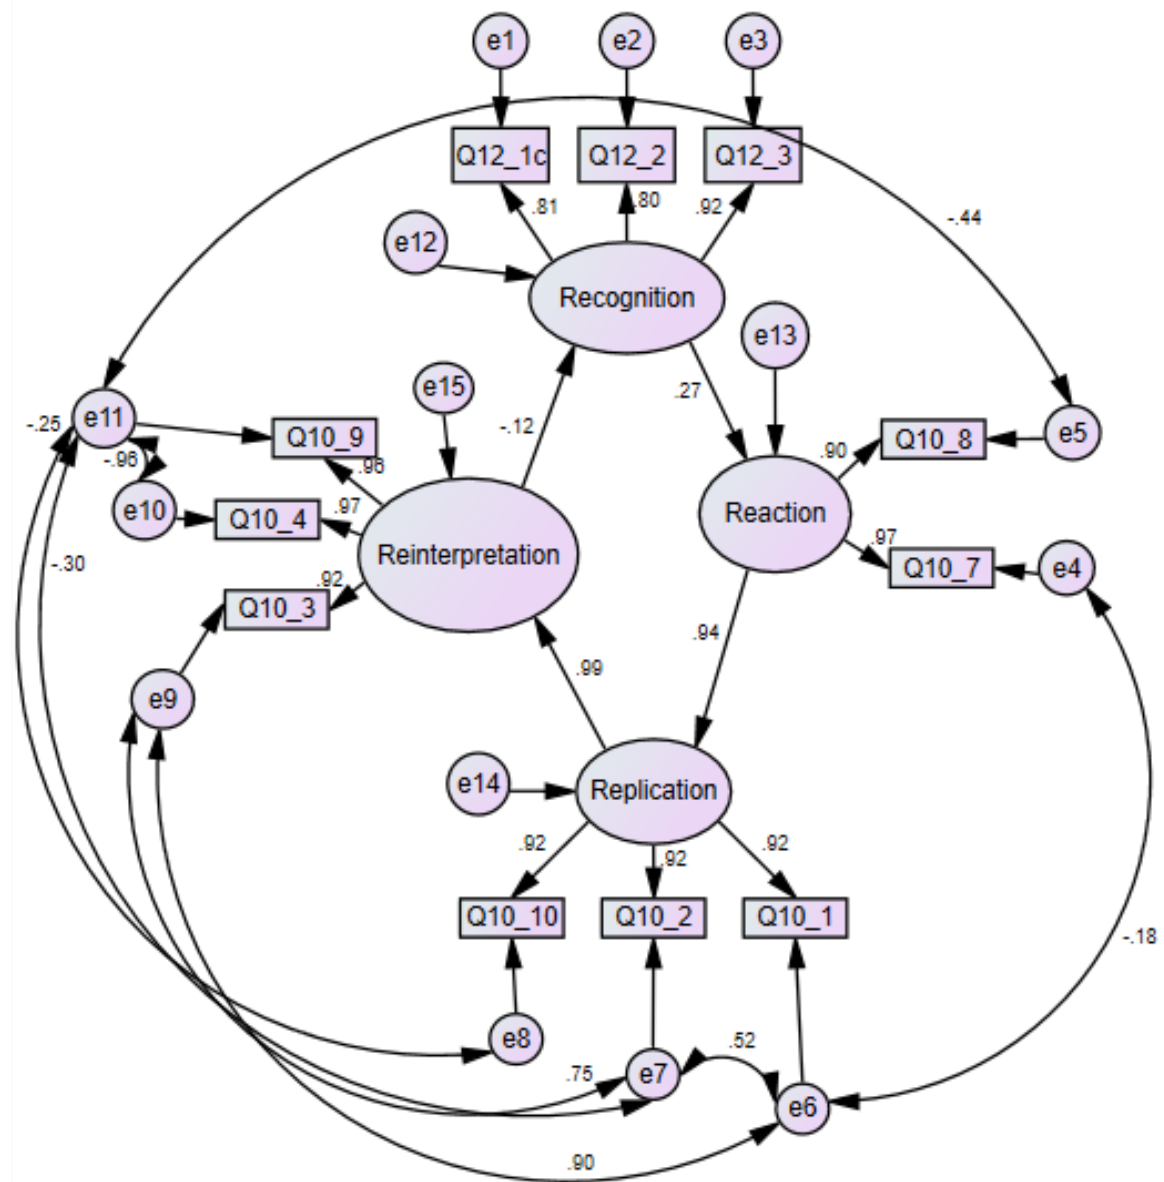 e1
e2
e3
Q12_1c
Q12_2
Q12_3
.81
.80
.92
-.44
e12
Recognition
e13
e15
.27
-.12
e11
-.25
-.96
Q10_9
.96
e10
Q10_4
.97
Reinterpretation
-.30
.92
Q10_3
e9
.90
Q10_8
e5
Reaction
.97
Q10_7
e4
.94
.99
e14
Replication
.92
.92
.92
Q10_10
Q10_2
Q10_1
-.18
e8
.52
.75
e7
e6
.90